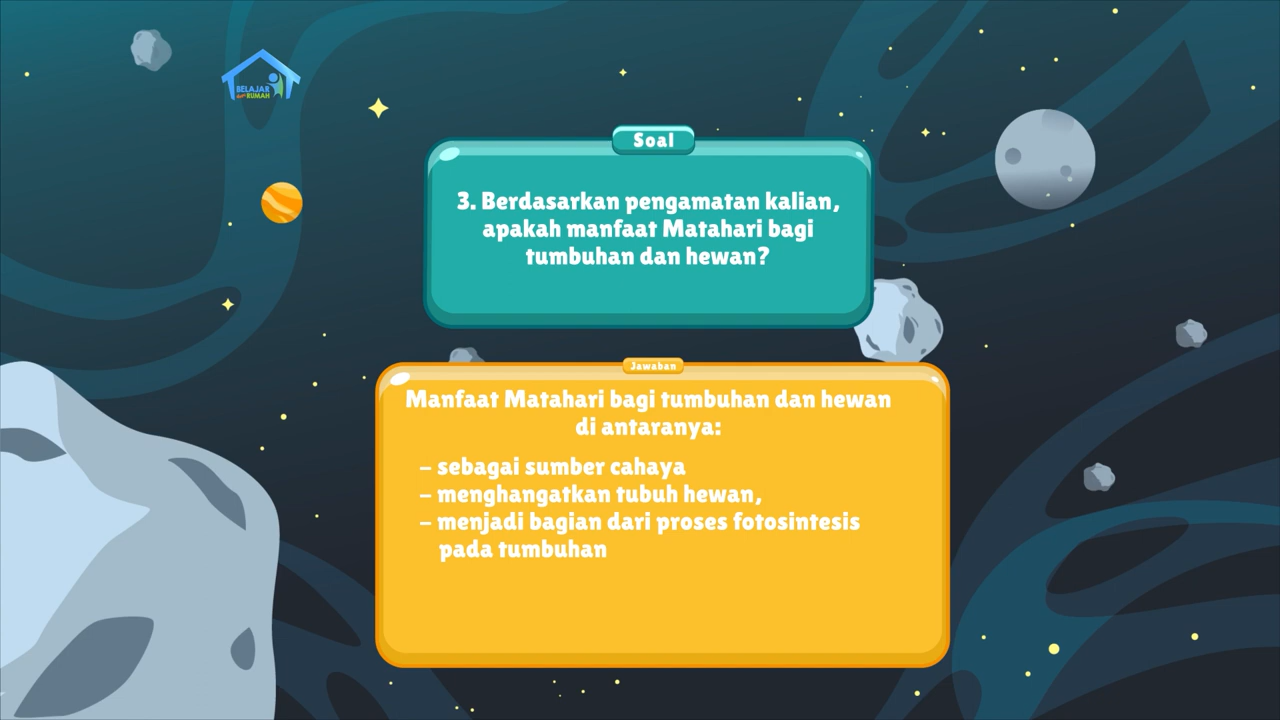 BELAJAR
dari RUMAH
Soal
3. Berdasarkan pengamatan kalian,
apakah manfaat Matahari bagi
tumbuhan dan hewan?
Jawaban
Manfaat Matahari bagi tumbuhan dan hewan
di antaranya:
- sebagai sumber cahaya
- menghangatkan tubuh hewan,
- menjadi bagian dari proses fotosintesis
pada tumbuhan